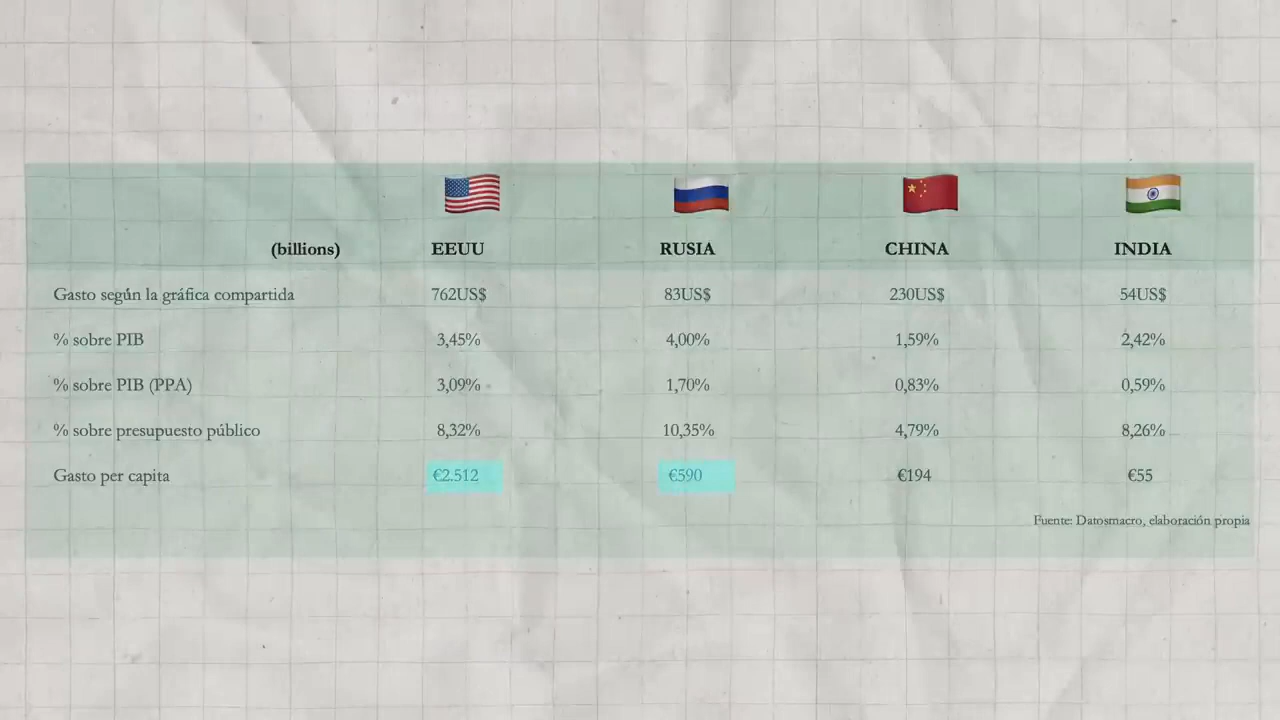 (billions) EEUU RUSIA CHINA INDIA
Gasto según la gráfica compartida 762US$ 83US$ 230US$ 54US$
% sobre PIB 3,45% 4,00% 1,59% 2,42%
% sobre PIB (PPA) 3,09% 1,70% 0,83% 0,59%
% sobre presupuesto público 8,32% 10,35% 4,79% 8,26%
Gasto per capita €2.512 €590 €194 €55
Fuente: Datosmacro, elaboración propia